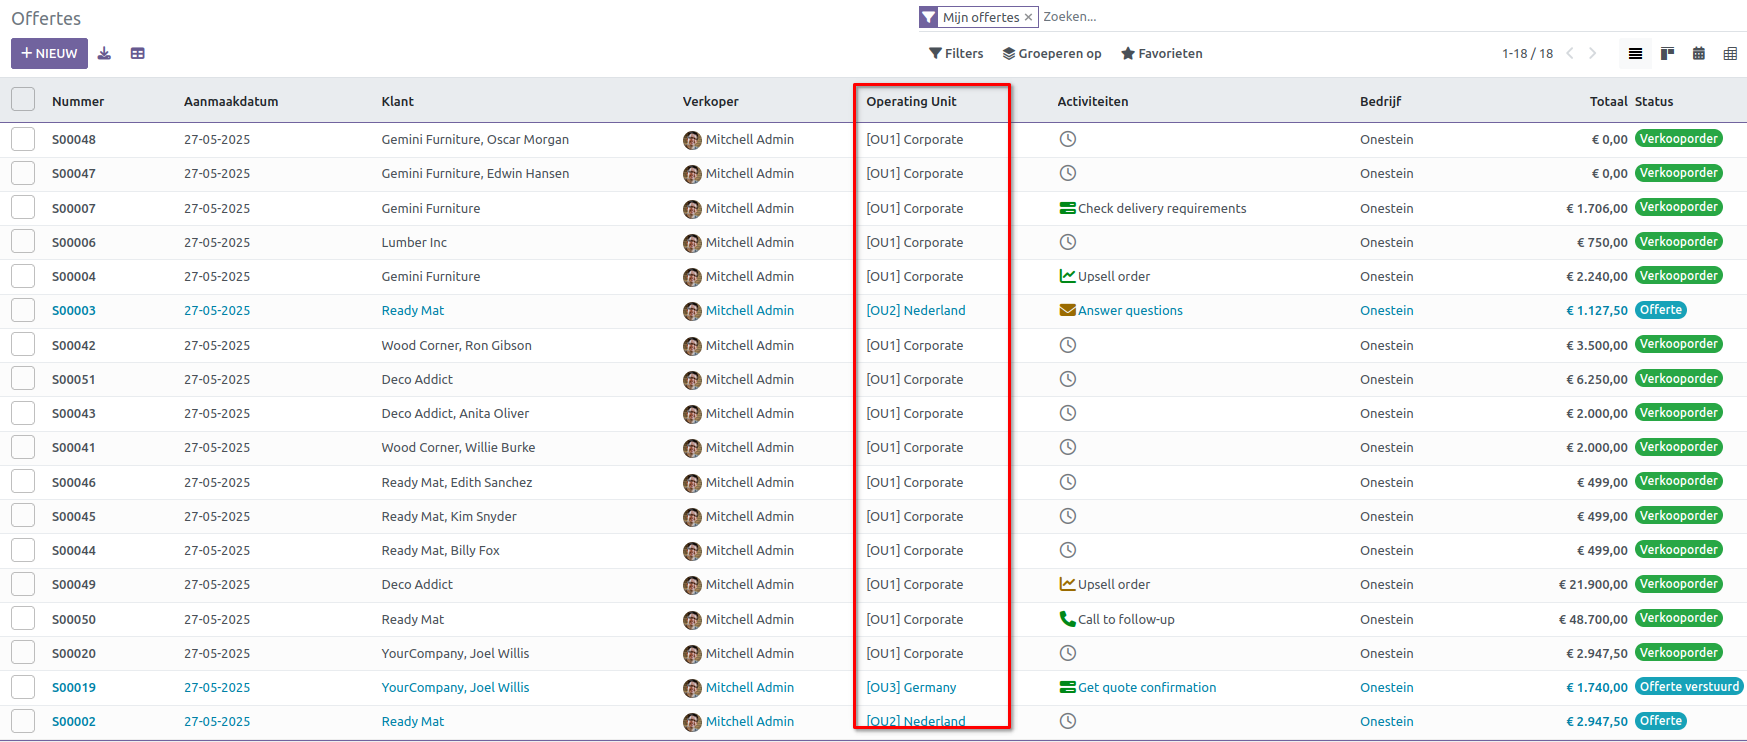 Offertes
Mijn offertes × Zoeken...
+ NIEUW
Filters Groeperen op Favorieten 1-18 / 18
Nummer Aanmaakdatum Klant Verkoper Operating Unit Activiteiten Bedrijf Totaal Status
S00048 27-05-2025 Gemini Furniture, Oscar Morgan Mitchell Admin [OU1] Corporate Onestein € 0,00 Verkooporder
S00047 27-05-2025 Gemini Furniture, Edwin Hansen Mitchell Admin [OU1] Corporate Onestein € 0,00 Verkooporder
S00007 27-05-2025 Gemini Furniture Mitchell Admin [OU1] Corporate Check delivery requirements Onestein € 1.706,00 Verkooporder
S00006 27-05-2025 Lumber Inc Mitchell Admin [OU1] Corporate Onestein € 750,00 Verkooporder
S00004 27-05-2025 Gemini Furniture Mitchell Admin [OU1] Corporate Upsell order Onestein € 2.240,00 Verkooporder
S00003 27-05-2025 Ready Mat Mitchell Admin [OU2] Nederland Answer questions Onestein € 1.127,50 Offerte
S00042 27-05-2025 Wood Corner, Ron Gibson Mitchell Admin [OU1] Corporate Onestein € 3.500,00 Verkooporder
S00051 27-05-2025 Deco Addict Mitchell Admin [OU1] Corporate Onestein € 6.250,00 Verkooporder
S00043 27-05-2025 Deco Addict, Anita Oliver Mitchell Admin [OU1] Corporate Onestein € 2.000,00 Verkooporder
S00041 27-05-2025 Wood Corner, Willie Burke Mitchell Admin [OU1] Corporate Onestein € 2.000,00 Verkooporder
S00046 27-05-2025 Ready Mat, Edith Sanchez Mitchell Admin [OU1] Corporate Onestein € 499,00 Verkooporder
S00045 27-05-2025 Ready Mat, Kim Snyder Mitchell Admin [OU1] Corporate Onestein € 499,00 Verkooporder
S00044 27-05-2025 Ready Mat, Billy Fox Mitchell Admin [OU1] Corporate Onestein € 499,00 Verkooporder
S00049 27-05-2025 Deco Addict Mitchell Admin [OU1] Corporate Upsell order Onestein € 21.900,00 Verkooporder
S00050 27-05-2025 Ready Mat Mitchell Admin [OU1] Corporate Call to follow-up Onestein € 48.700,00 Verkooporder
S00020 27-05-2025 YourCompany, Joel Willis Mitchell Admin [OU1] Corporate Onestein € 2.947,50 Verkooporder
S00019 27-05-2025 YourCompany, Joel Willis Mitchell Admin [OU3] Germany Get quote confirmation Onestein € 1.740,00 Offerte verstuurd
S00002 27-05-2025 Ready Mat Mitchell Admin [OU2] Nederland Onestein € 2.947,50 Offerte